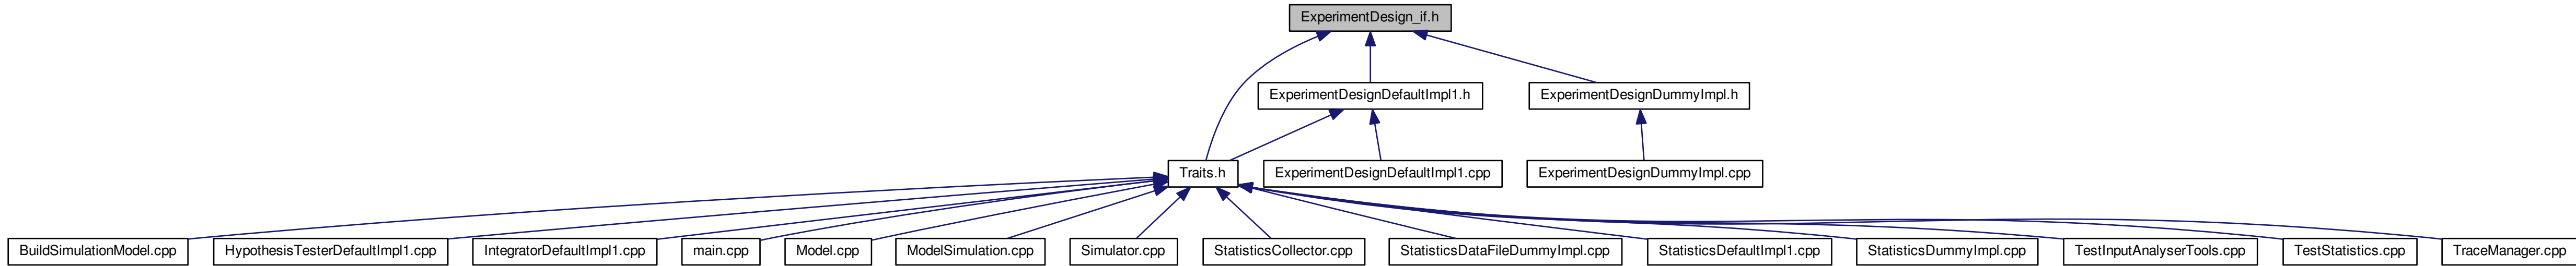 ExperimentDesign_if.h
ExperimentDesignDefaultImpl1.h
ExperimentDesignDummyImpl.h
Traits.h
ExperimentDesignDefaultImpl1.cpp
ExperimentDesignDummyImpl.cpp
BuildSimulationModel.cpp
HypothesisTesterDefaultImpl1.cpp
IntegratorDefaultImpl1.cpp
main.cpp
Model.cpp
ModelSimulation.cpp
Simulator.cpp
StatisticsCollector.cpp
StatisticsDataFileDummyImpl.cpp
StatisticsDefaultImpl1.cpp
StatisticsDummyImpl.cpp
TestInputAnalyserTools.cpp
TestStatistics.cpp
TraceManager.cpp